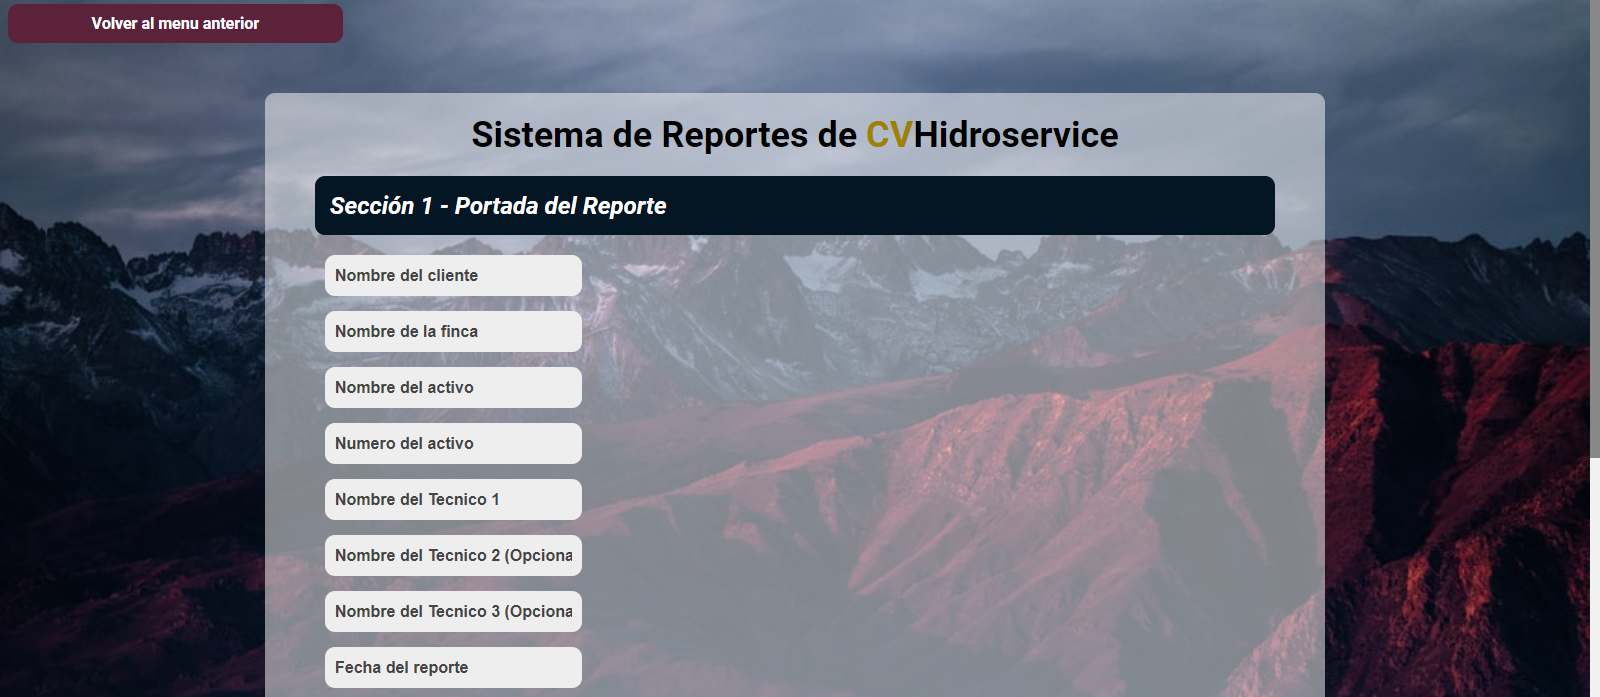 Volver al menu anterior
Sistema de Reportes de CVHidroservice
Sección 1 - Portada del Reporte
Nombre del cliente
Nombre de la finca
Nombre del activo
Numero del activo
Nombre del Tecnico 1
Nombre del Tecnico 2 (Opciona
Nombre del Tecnico 3 (Opciona
Fecha del reporte